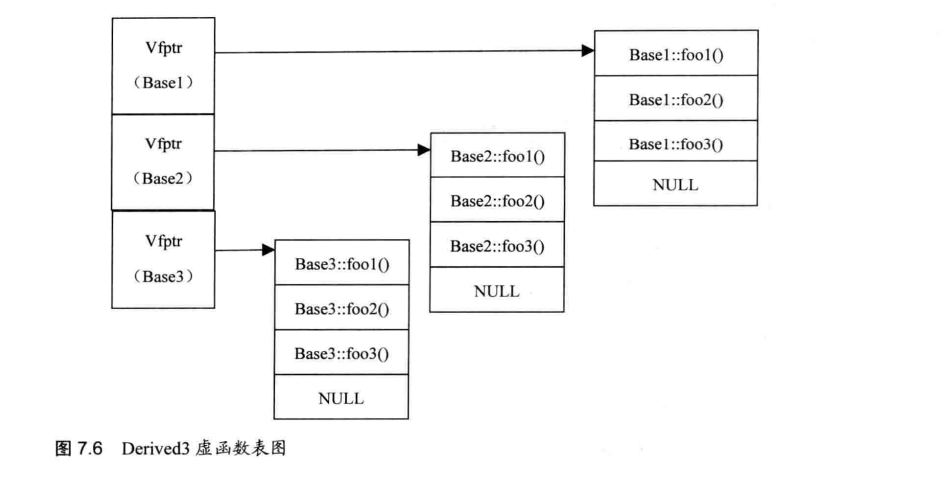 Vfptr
（Base1）
Base1::foo1()
Base1::foo2()
Base1::foo3()
NULL
Vfptr
（Base2）
Base2::foo1()
Base2::foo2()
Base2::foo3()
NULL
Vfptr
（Base3）
Base3::foo1()
Base3::foo2()
Base3::foo3()
NULL
图 7.6 Derived3 虚函数表图